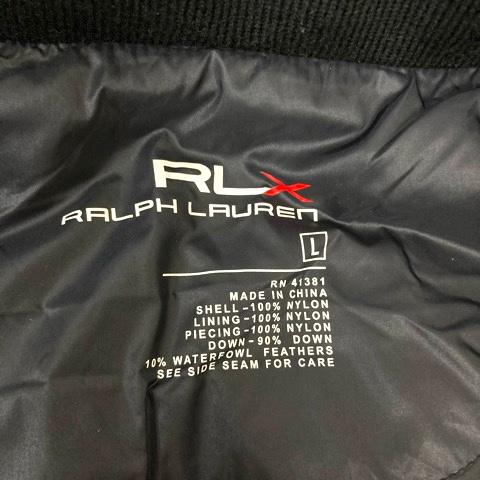 RLX
RALPH LAUREN
L
RN 41381
MADE IN CHINA
SHELL-100% NYLON
LINING-100% NYLON
PIECING-100% NYLON
DOWN-90% DOWN
10% WATERFOWL FEATHERS
SEE SIDE SEAM FOR CARE